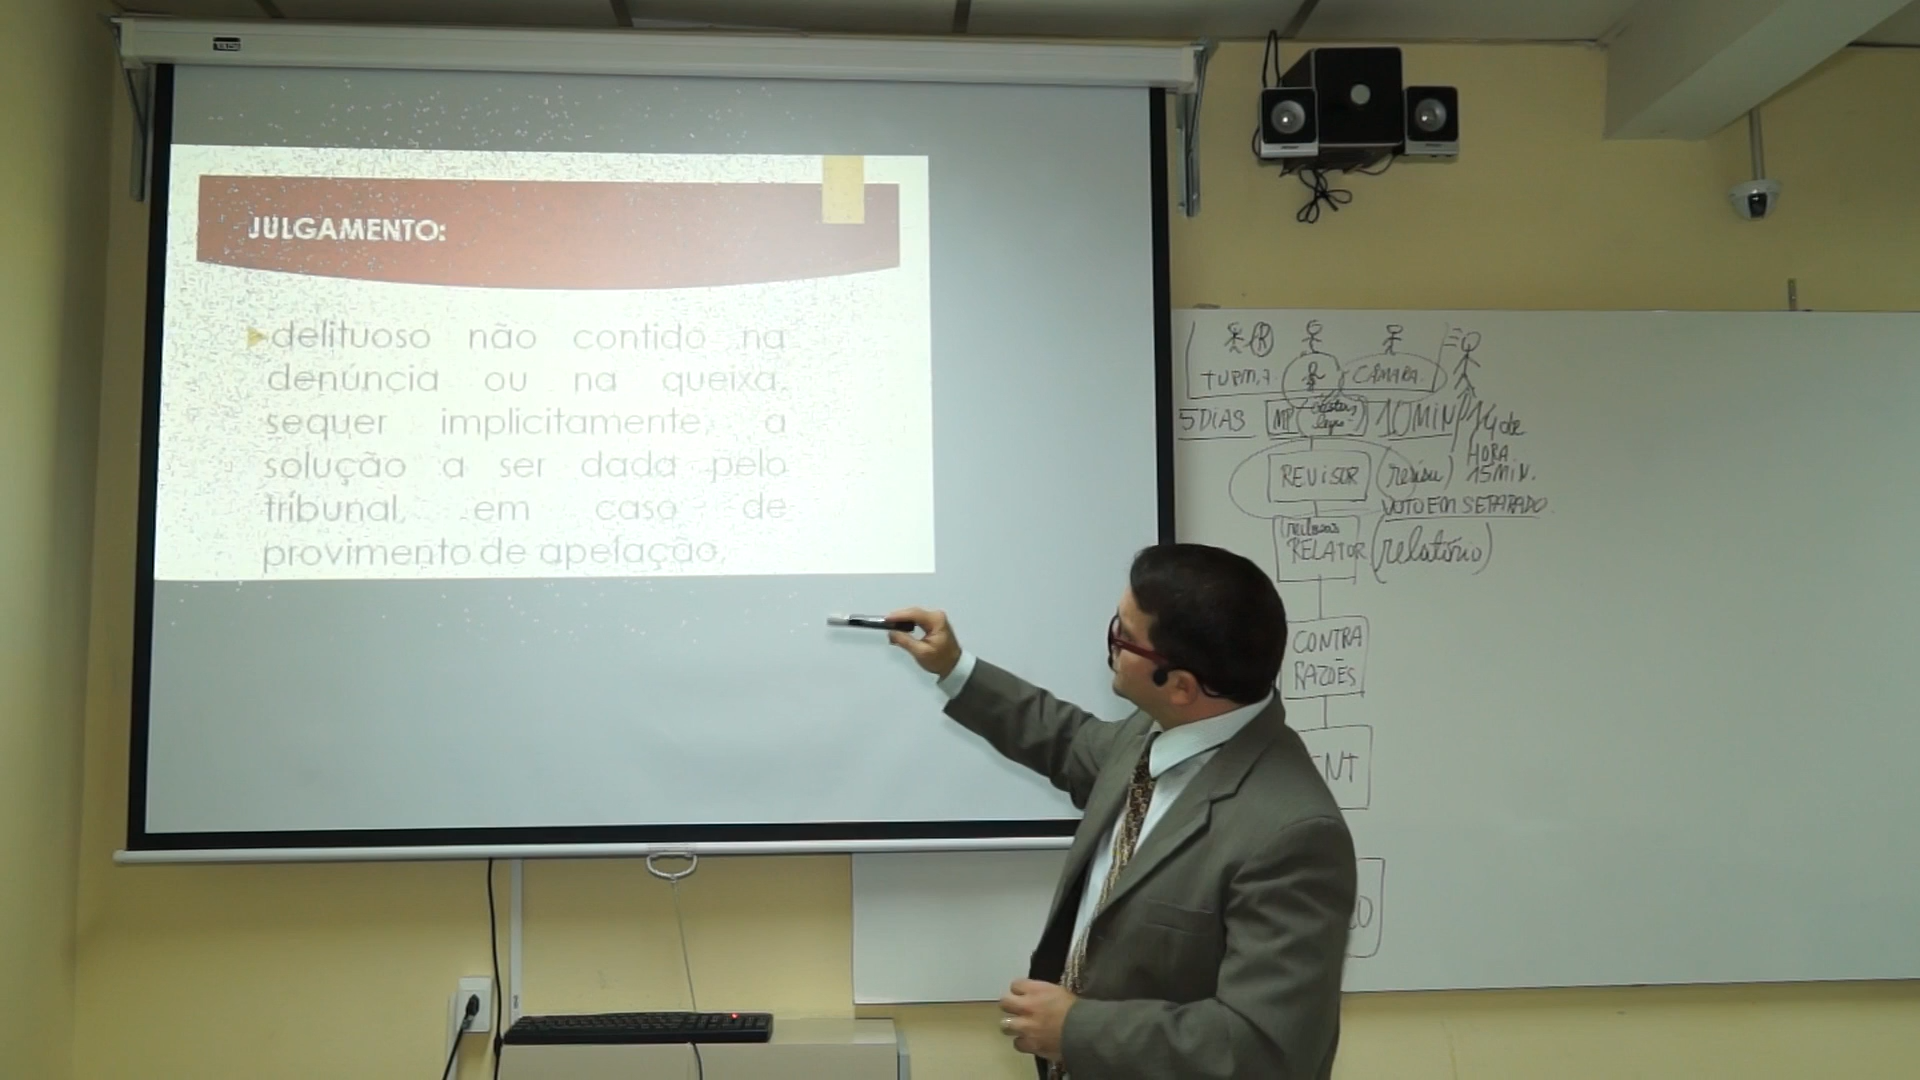 JULGAMENTO:
delituoso não contido na
denúncia ou na queixa,
sequer implicitamente, a
solução a ser dada pelo
tribunal, em caso de
provimento de apelação.
R
TURMA
CÂMARA
5 DIAS
MP
10 MIN
1/4 de
HORA
15 MIN.
REVISOR
VOTO EM SEPARADO
RELATOR (relatório)
CONTRA
RAZÕES